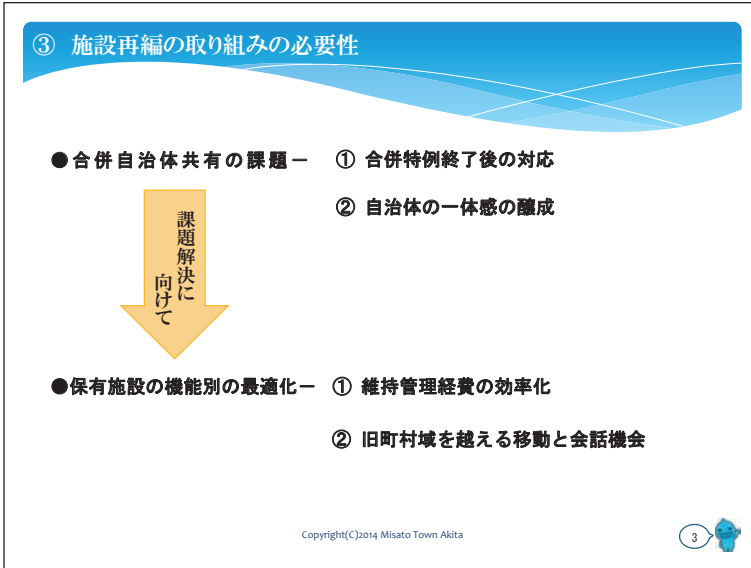 ③ 施設再編の取り組みの必要性
●合併自治体共有の課題－ ① 合併特例終了後の対応
② 自治体の一体感の醸成
課題解決に
向けて
●保有施設の機能別の最適化－ ① 維持管理経費の効率化
② 旧町村域を越える移動と会話機会
Copyright(C)2014 Misato Town Akita
3